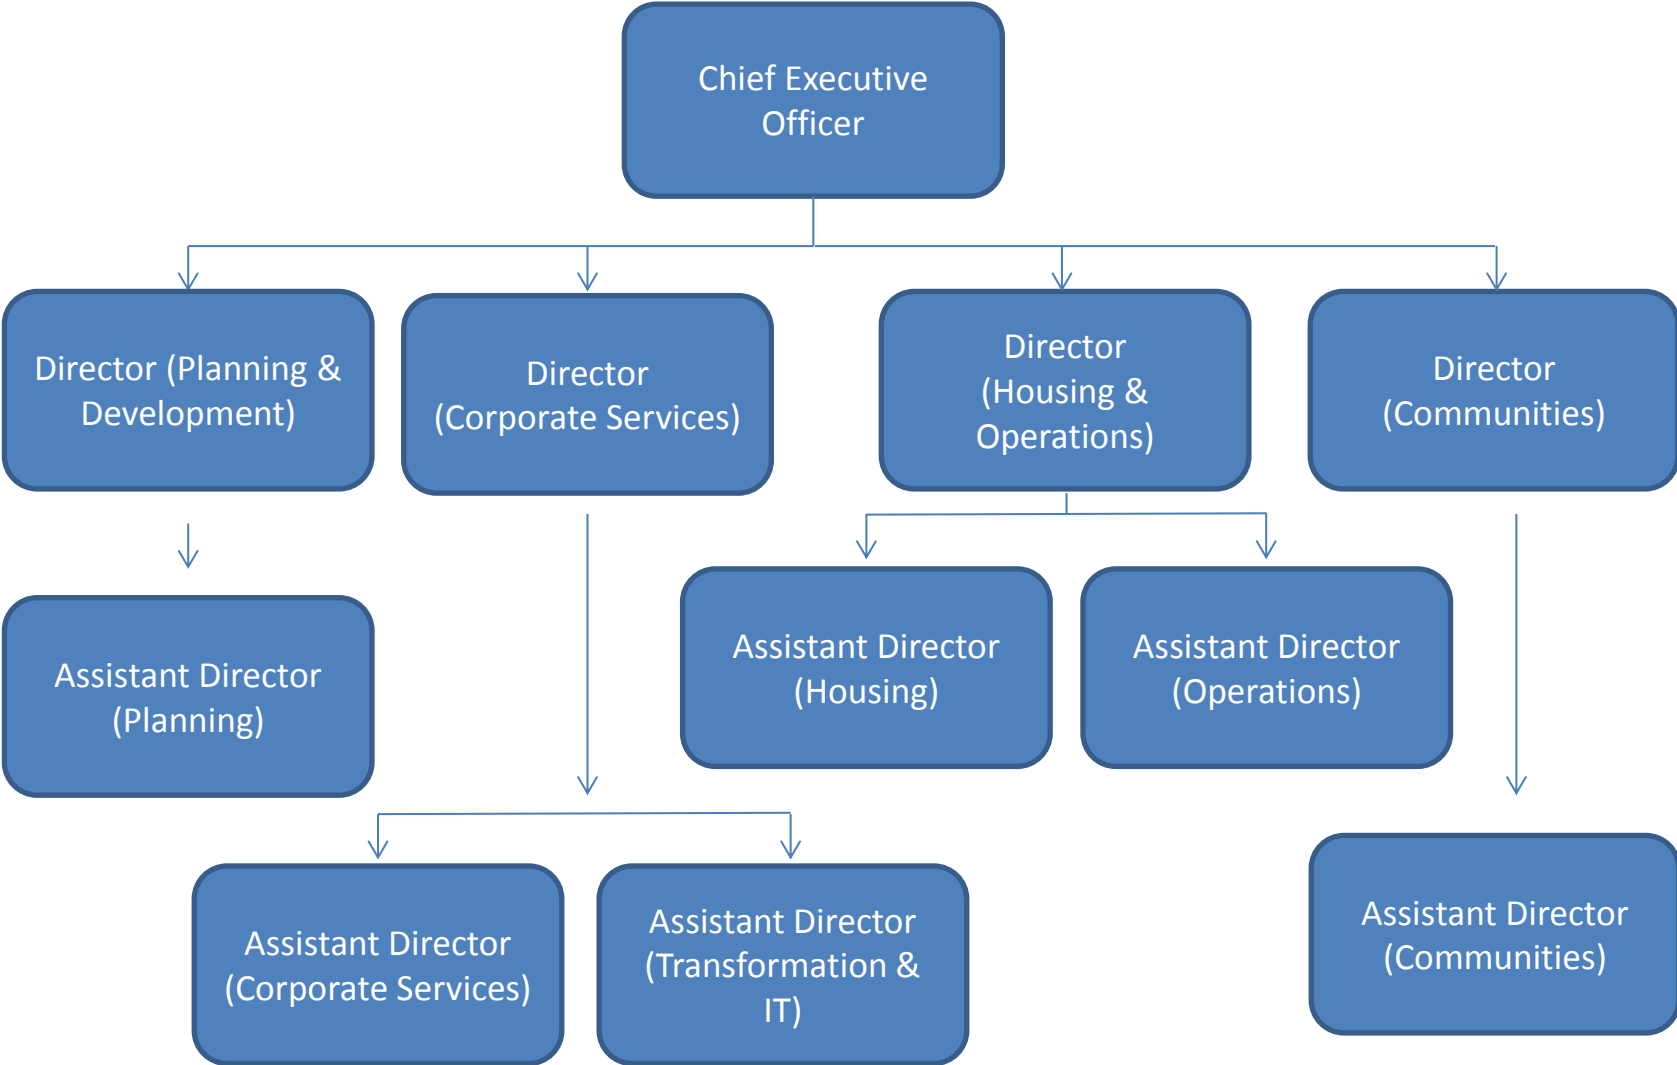 Chief Executive
Officer
Director (Planning &
Development)
Director
(Corporate Services)
Director
(Housing &
Operations)
Director
(Communities)
Assistant Director
(Planning)
Assistant Director
(Housing)
Assistant Director
(Operations)
Assistant Director
(Corporate Services)
Assistant Director
(Transformation &
IT)
Assistant Director
(Communities)